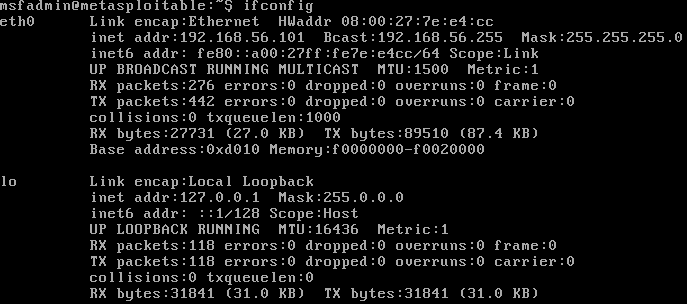 msfadmin@metasploitable:~$ ifconfig
eth0      Link encap:Ethernet  HWaddr 08:00:27:7e:e4:cc
          inet addr:192.168.56.101  Bcast:192.168.56.255  Mask:255.255.255.0
          inet6 addr: fe80::a00:27ff:fe7e:e4cc/64 Scope:Link
          UP BROADCAST RUNNING MULTICAST  MTU:1500  Metric:1
          RX packets:276 errors:0 dropped:0 overruns:0 frame:0
          TX packets:442 errors:0 dropped:0 overruns:0 carrier:0
          collisions:0 txqueuelen:1000
          RX bytes:27731 (27.0 KB)  TX bytes:89510 (87.4 KB)
          Base address:0xd010 Memory:f0000000-f0020000
lo        Link encap:Local Loopback
          inet addr:127.0.0.1  Mask:255.0.0.0
          inet6 addr: ::1/128 Scope:Host
          UP LOOPBACK RUNNING  MTU:16436  Metric:1
          RX packets:118 errors:0 dropped:0 overruns:0 frame:0
          TX packets:118 errors:0 dropped:0 overruns:0 carrier:0
          collisions:0 txqueuelen:0
          RX bytes:31841 (31.0 KB)  TX bytes:31841 (31.0 KB)